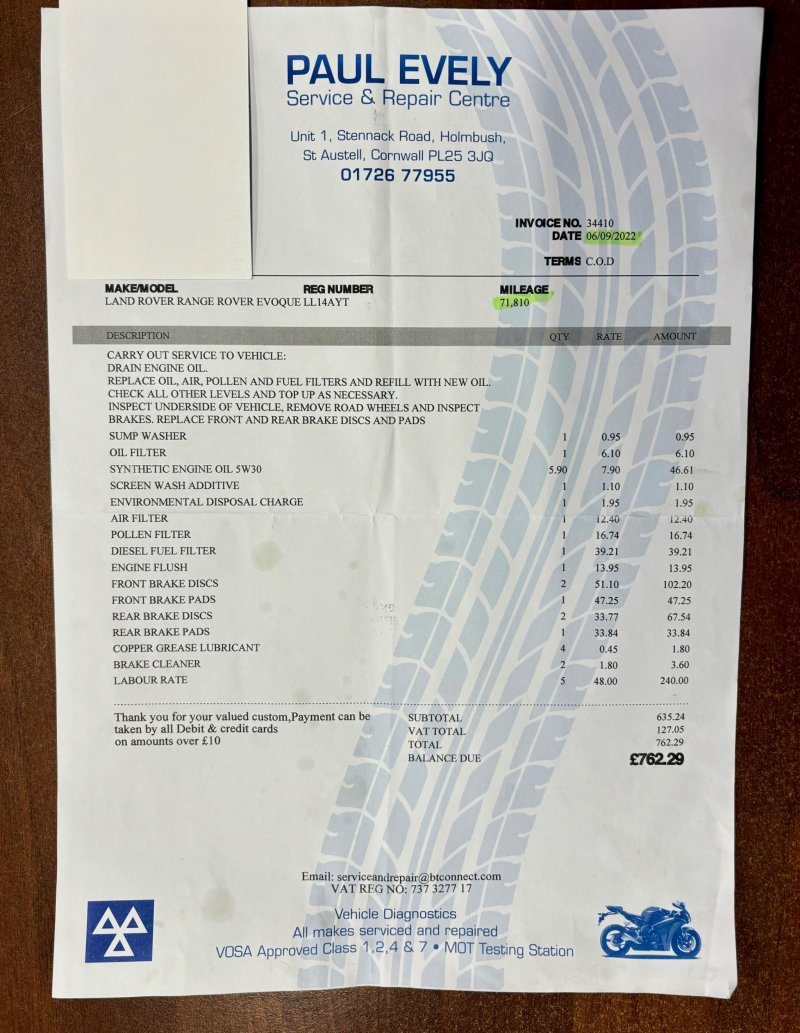 PAUL EVELY
Service & Repair Centre
Unit 1, Stennack Road, Holmbush,
St Austell, Cornwall PL25 3JQ
01726 77955
INVOICE NO. 34410
DATE 06/09/2022
TERMS C.O.D
MAKE/MODEL REG NUMBER MILEAGE
LAND ROVER RANGE ROVER EVOQUE LL14AYT 71,810
DESCRIPTION QTY RATE AMOUNT
CARRY OUT SERVICE TO VEHICLE:
DRAIN ENGINE OIL.
REPLACE OIL, AIR, POLLEN AND FUEL FILTERS AND REFILL WITH NEW OIL.
CHECK ALL OTHER LEVELS AND TOP UP AS NECESSARY.
INSPECT UNDERSIDE OF VEHICLE, REMOVE ROAD WHEELS AND INSPECT
BRAKES. REPLACE FRONT AND REAR BRAKE DISCS AND PADS
SUMP WASHER 1 0.95 0.95
OIL FILTER 1 6.10 6.10
SYNTHETIC ENGINE OIL 5W30 5.90 7.90 46.61
SCREEN WASH ADDITIVE 1 1.10 1.10
ENVIRONMENTAL DISPOSAL CHARGE 1 1.95 1.95
AIR FILTER 1 12.40 12.40
POLLEN FILTER 1 16.74 16.74
DIESEL FUEL FILTER 1 39.21 39.21
ENGINE FLUSH 1 13.95 13.95
FRONT BRAKE DISCS 2 51.10 102.20
FRONT BRAKE PADS 1 47.25 47.25
REAR BRAKE DISCS 2 33.77 67.54
REAR BRAKE PADS 1 33.84 33.84
COPPER GREASE LUBRICANT 4 0.45 1.80
BRAKE CLEANER 2 1.80 3.60
LABOUR RATE 5 48.00 240.00
Thank you for your valued custom,Payment can be
taken by all Debit & credit cards
on amounts over £10
SUBTOTAL 635.24
VAT TOTAL 127.05
TOTAL 762.29
BALANCE DUE £762.29
Email: serviceandrepair@btconnect.com
VAT REG NO: 737 3277 17
Vehicle Diagnostics
All makes serviced and repaired
VOSA Approved Class 1,2,4 & 7 • MOT Testing Station